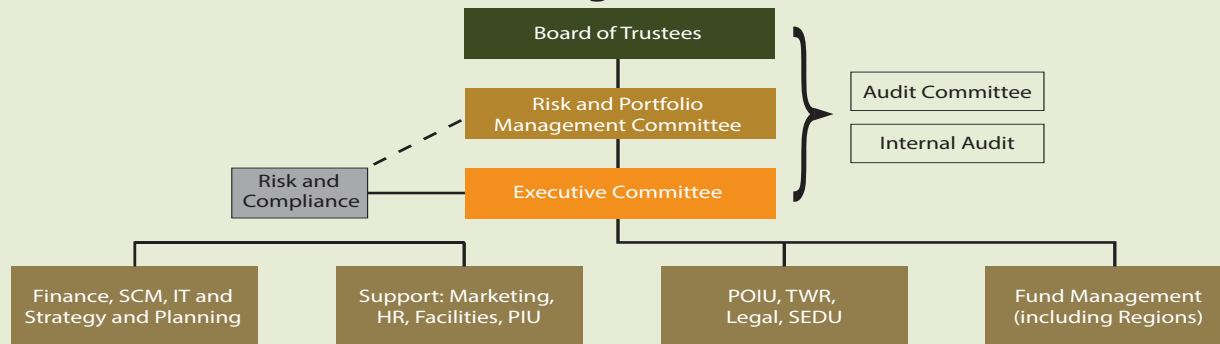 Board of Trustees
Risk and Portfolio
Management Committee
Audit Committee
Internal Audit
Risk and
Compliance
Executive Committee
Finance, SCM, IT and
Strategy and Planning
Support: Marketing,
HR, Facilities, PIU
POIU, TWR,
Legal, SEDU
Fund Management
(including Regions)